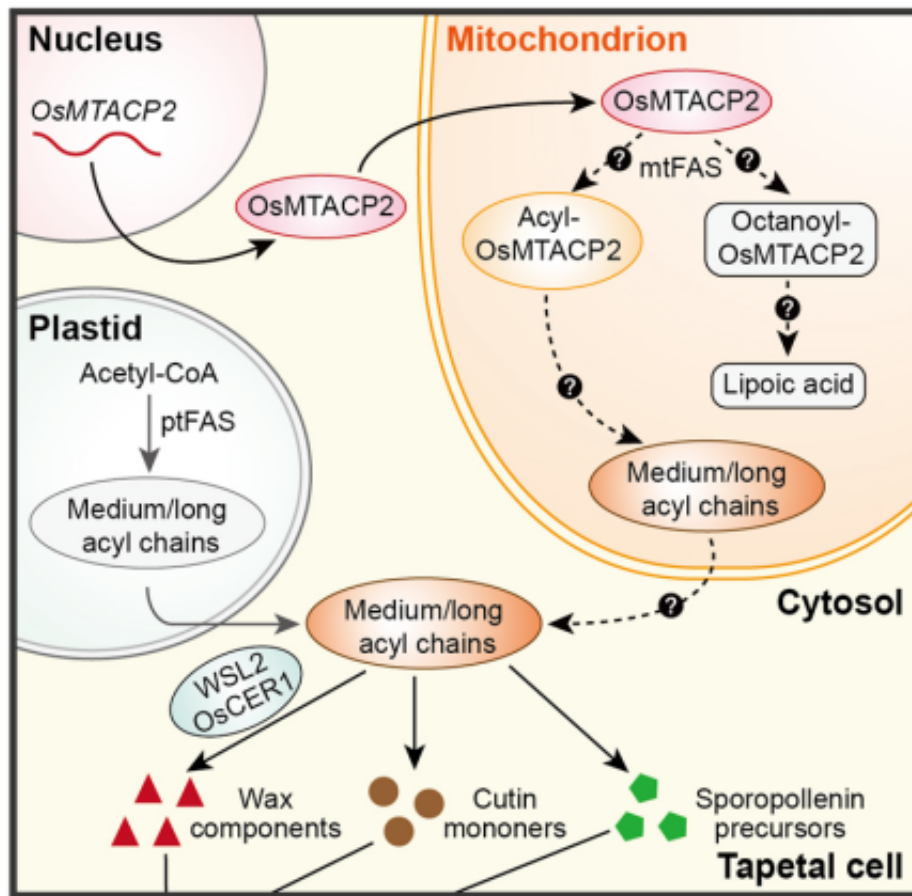 Nucleus
OsMTACP2
OsMTACP2
Mitochondrion
OsMTACP2
?
mtFAS
?
Acyl-
OsMTACP2
Octanoyl-
OsMTACP2
?
Lipoic acid
?
Medium/long
acyl chains
?
Plastid
Acetyl-CoA
ptFAS
Medium/long
acyl chains
Cytosol
Medium/long
acyl chains
WSL2
OsCER1
Wax
components
Cutin
mononers
Sporopollenin
precursors
Tapetal cell